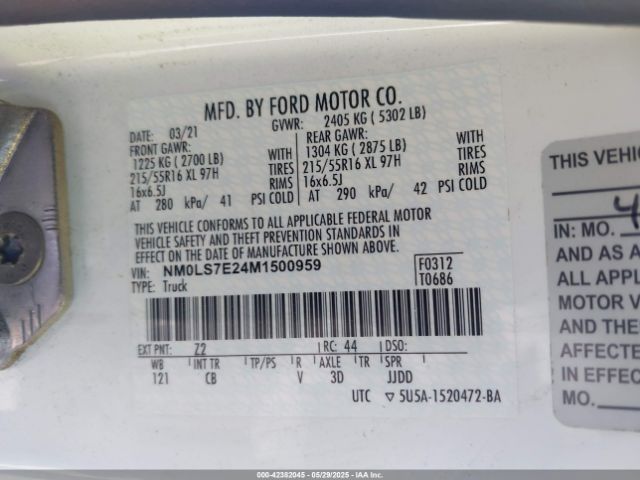 MFD. BY FORD MOTOR CO.
DATE: 03/21 GVWR: 2405 KG ( 5302 LB)
FRONT GAWR: REAR GAWR:
1225 KG ( 2700 LB) WITH 1304 KG ( 2875 LB) WITH
215/55R16 XL 97H TIRES 215/55R16 XL 97H TIRES
16x6.5J RIMS 16x6.5J RIMS
AT 280 kPa/ 41 PSI COLD AT 290 kPa/ 42 PSI COLD
THIS VEHICLE CONFORMS TO ALL APPLICABLE FEDERAL MOTOR
VEHICLE SAFETY AND THEFT PREVENTION STANDARDS IN
EFFECT ON THE DATE OF MANUFACTURE SHOWN ABOVE.
VIN: NM0LS7E24M1500959 F0312
TYPE: Truck T0686
EXT PNT: Z2 RC: 44 DSO:
WB INT TR TP/PS R AXLE TR SPR
121 CB V 3D JJDD
UTC ▽5U5A-1520472-BA
THIS VEHIC
IN: MO. 4
AND AS A
ALL APPL
MOTOR V
AND THE
AFFECTE
IN EFFEC
MO.
000-42382045 - 05/29/2025 - IAAI.COM